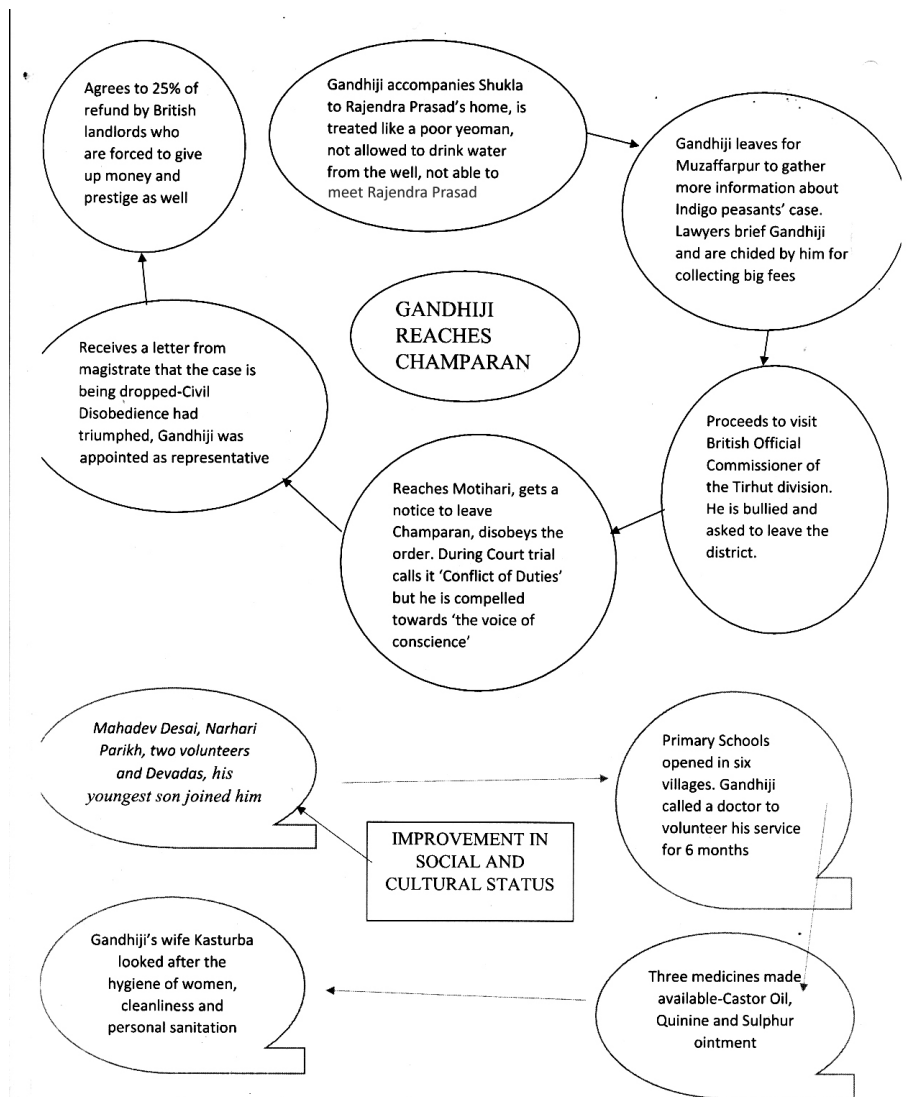 Agrees to 25% of
refund by British
landlords who
are forced to give
up money and
prestige as well
Gandhiji accompanies Shukla
to Rajendra Prasad's home, is
treated like a poor yeoman,
not allowed to drink water
from the well, not able to
meet Rajendra Prasad
Gandhiji leaves for
Muzaffarpur to gather
more information about
Indigo peasants' case.
Lawyers brief Gandhiji
and are chided by him for
collecting big fees
GANDHIJI
REACHES
CHAMPARAN
Receives a letter from
magistrate that the case is
being dropped-Civil
Disobedience had
triumphed, Gandhiji was
appointed as representative
Proceeds to visit
British Official
Commissioner of
the Tirhut division.
He is bullied and
asked to leave the
district.
Reaches Motihari, gets a
notice to leave
Champaran, disobeys the
order. During Court trial
calls it 'Conflict of Duties'
but he is compelled
towards 'the voice of
conscience'
Mahadev Desai, Narhari
Parikh, two volunteers
and Devadas, his
youngest son joined him
Primary Schools
opened in six
villages. Gandhiji
called a doctor to
volunteer his service
for 6 months
IMPROVEMENT IN
SOCIAL AND
CULTURAL STATUS
Gandhiji's wife Kasturba
looked after the
hygiene of women,
cleanliness and
personal sanitation
Three medicines made
available-Castor Oil,
Quinine and Sulphur
ointment